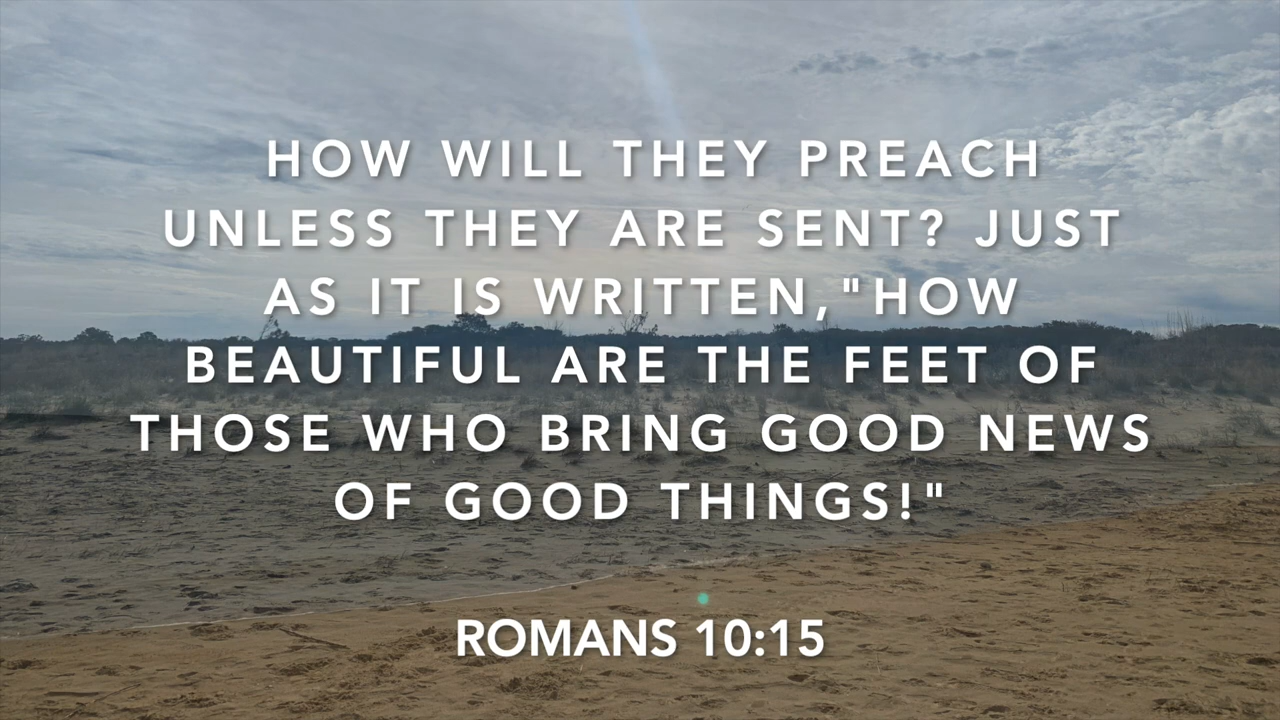 HOW WILL THEY PREACH
UNLESS THEY ARE SENT? JUST
AS IT IS WRITTEN,"HOW
BEAUTIFUL ARE THE FEET OF
THOSE WHO BRING GOOD NEWS
OF GOOD THINGS!"
ROMANS 10:15